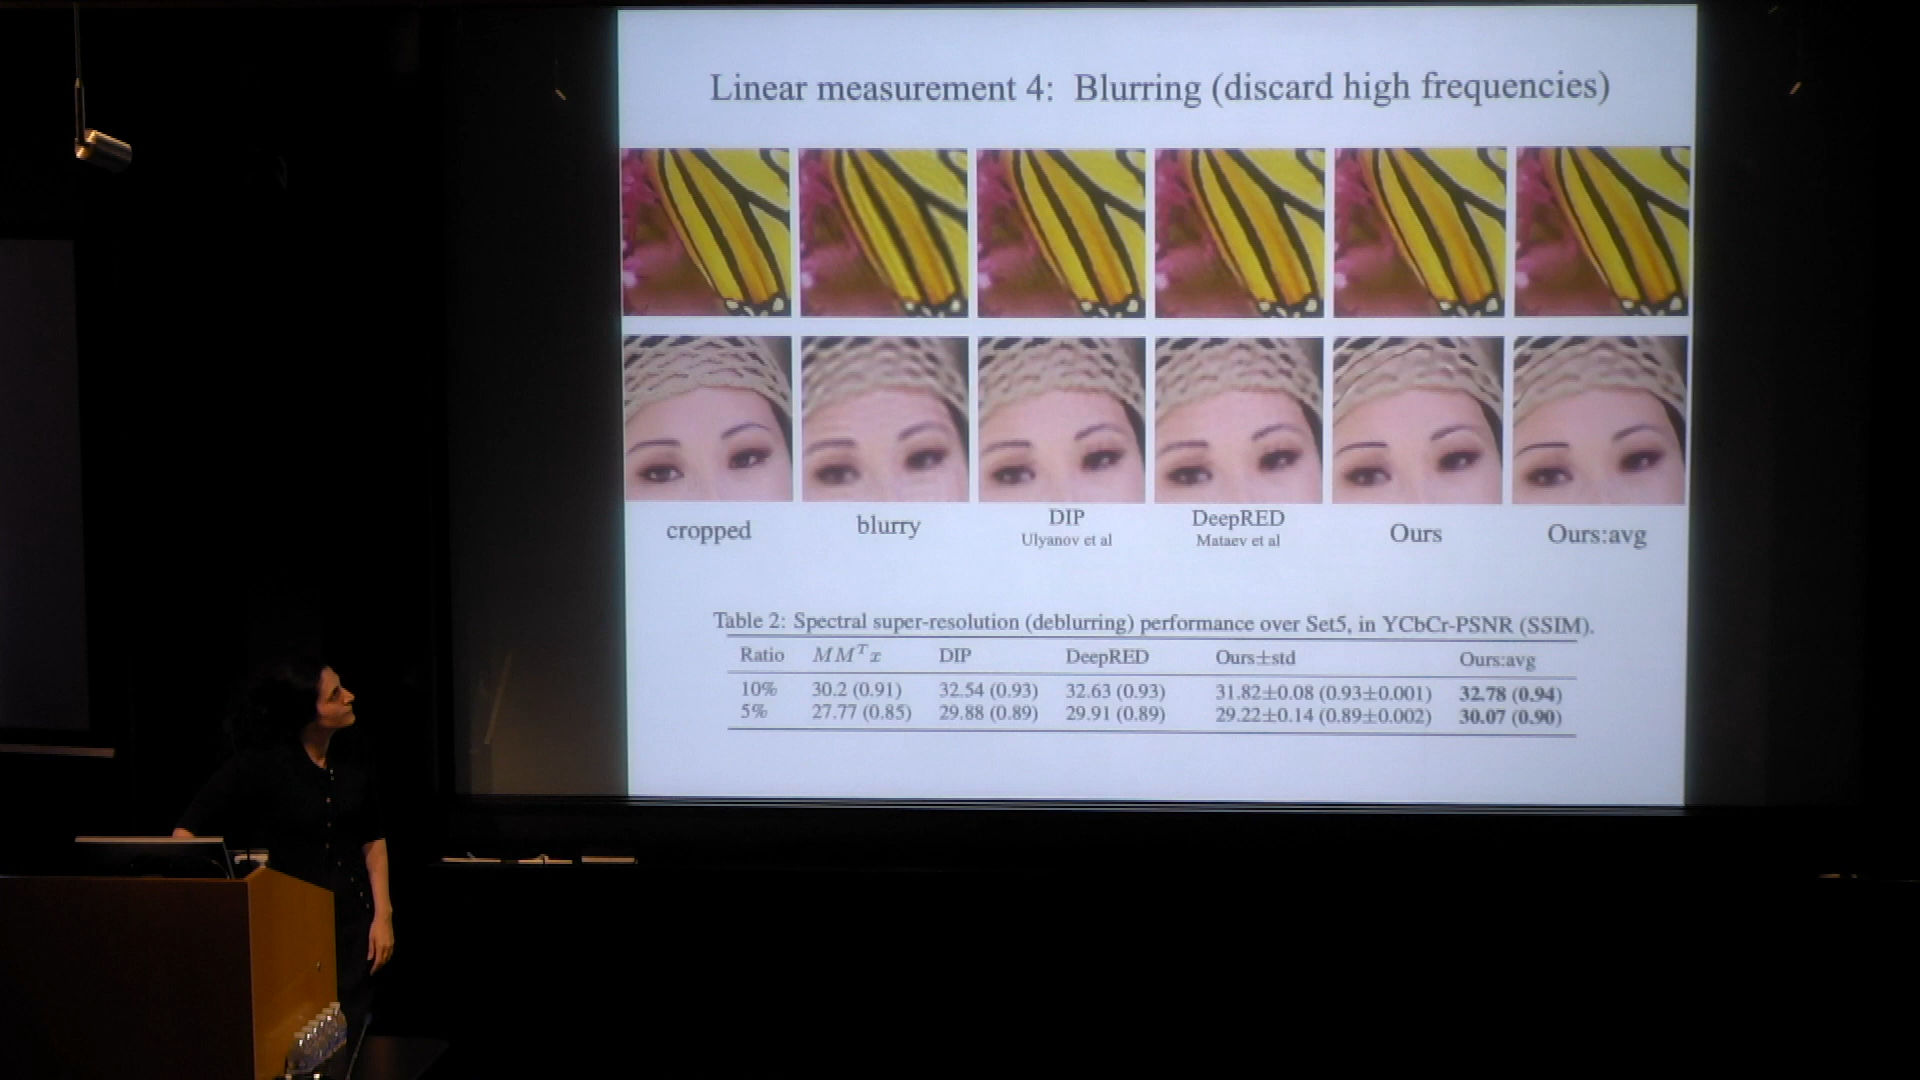 Linear measurement 4: Blurring (discard high frequencies)
cropped
blurry
DIP
Ulyanov et al
DeepRED
Mataev et al
Ours
Ours:avg
Table 2: Spectral super-resolution (deblurring) performance over Set5, in YCbCr-PSNR (SSIM).
Ratio MMᵀx DIP DeepRED Ours±std Ours:avg
10% 30.2 (0.91) 32.54 (0.93) 32.63 (0.93) 31.82±0.08 (0.93±0.001) 32.78 (0.94)
5% 27.77 (0.85) 29.88 (0.89) 29.91 (0.89) 29.22±0.14 (0.89±0.002) 30.07 (0.90)